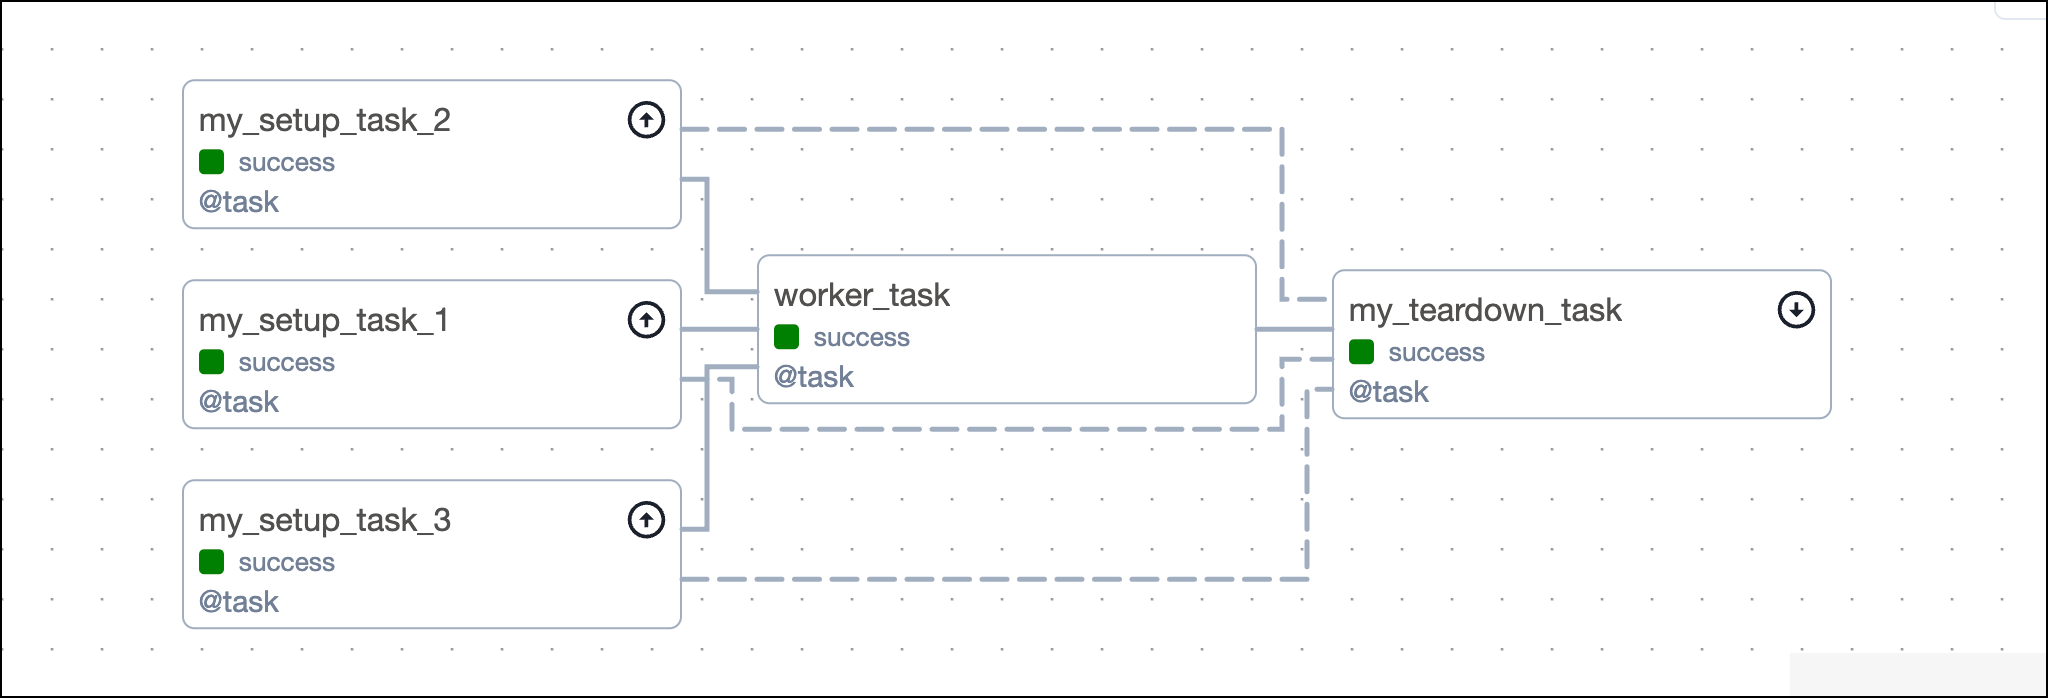 my_setup_task_2
success
@task
my_setup_task_1
success
@task
my_setup_task_3
success
@task
worker_task
success
@task
my_teardown_task
success
@task